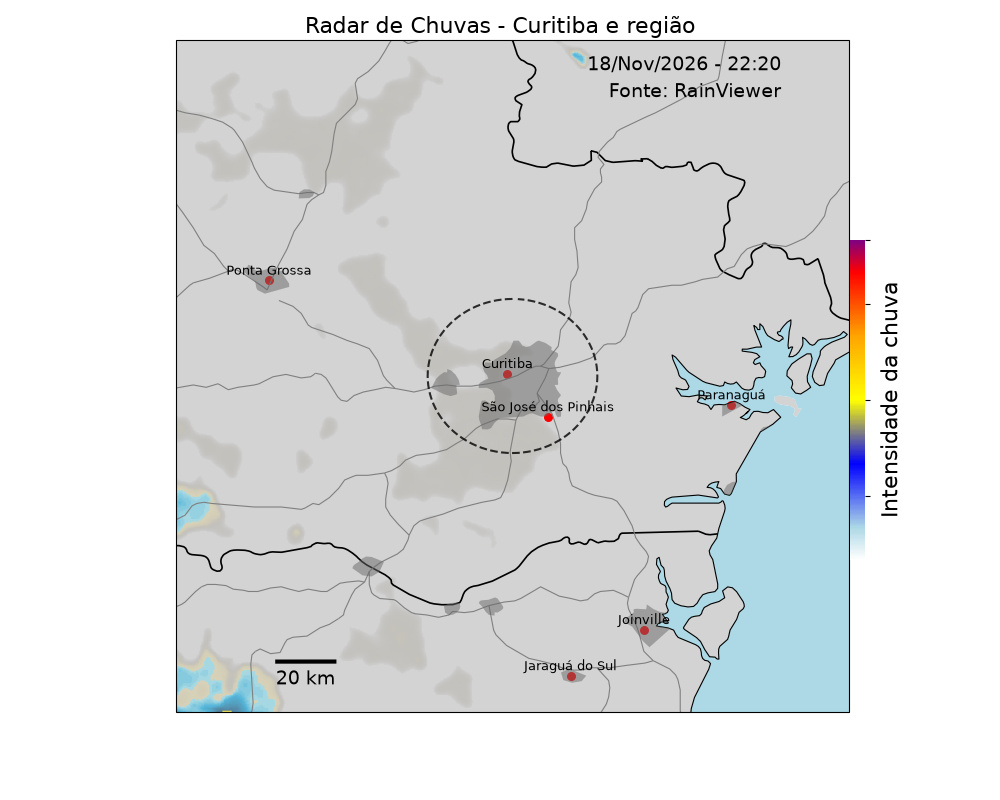 Radar de Chuvas - Curitiba e região
18/Nov/2026 - 22:20
Fonte: RainViewer
Ponta Grossa
Curitiba
São José dos Pinhais
Paranaguá
Intensidade da chuva
Joinville
Jaraguá do Sul
20 km